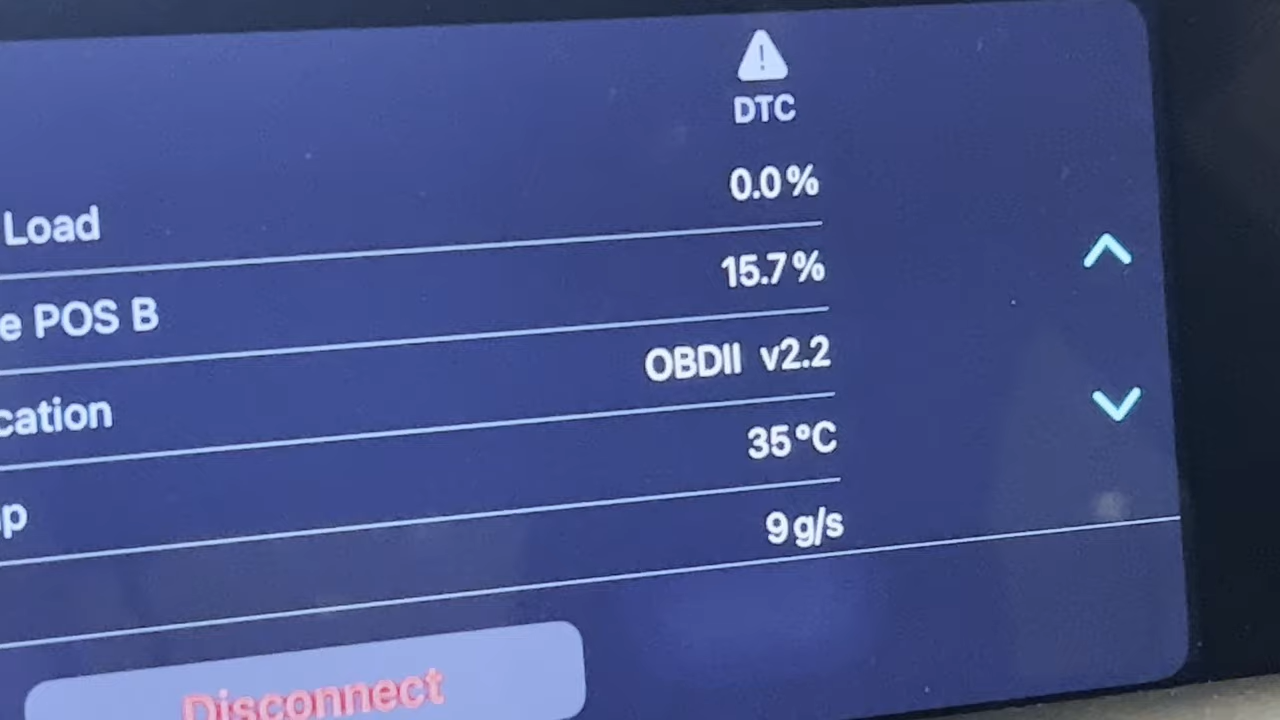 DTC
Load 0.0%
e POS B 15.7%
cation OBDII v2.2
p 35°C
9g/s
Disconnect